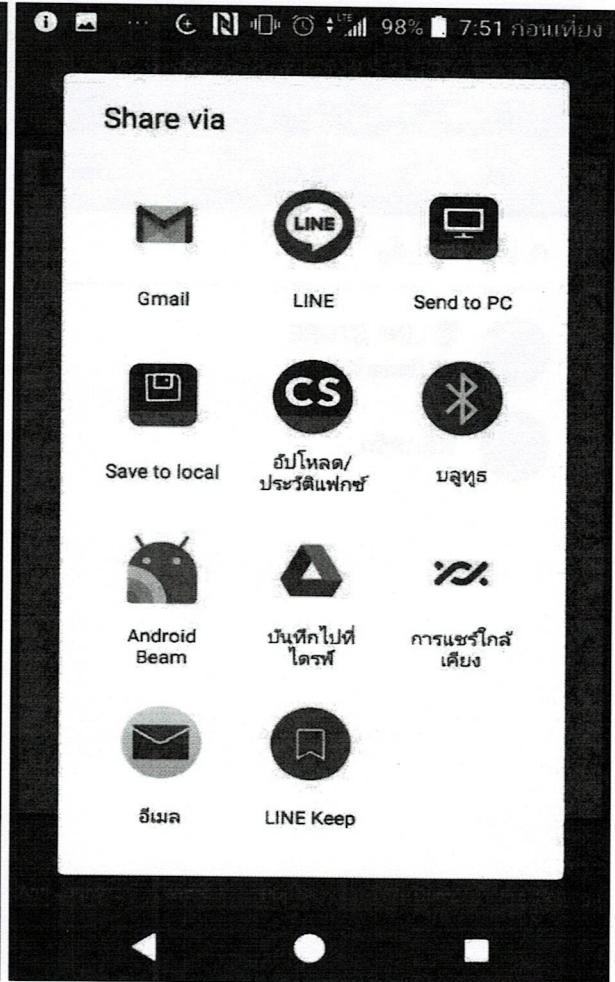 LTE 98% 7:51 ก่อนเที่ยง
Share via
LINE
Gmail
LINE
Send to PC
CS
Save to local
อัปโหลด/
ประวัติแฟกซ์
บลูทูธ
Android
Beam
บันทึกไปที่
ไดรฟ์
การแชร์ใกล้
เคียง
อีเมล
LINE Keep